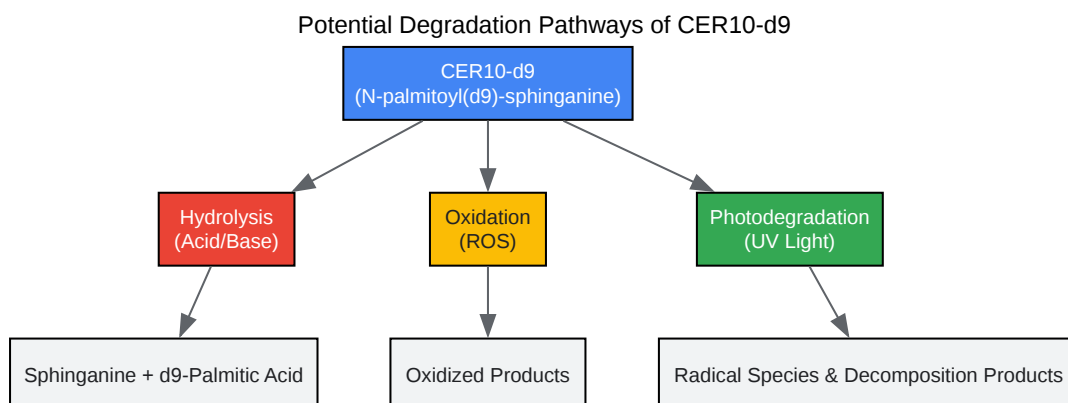 Potential Degradation Pathways of CER10-d9
CER10-d9
(N-palmitoyl(d9)-sphinganine)
Hydrolysis
(Acid/Base)
Oxidation
(ROS)
Photodegradation
(UV Light)
Sphinganine + d9-Palmitic Acid
Oxidized Products
Radical Species & Decomposition Products